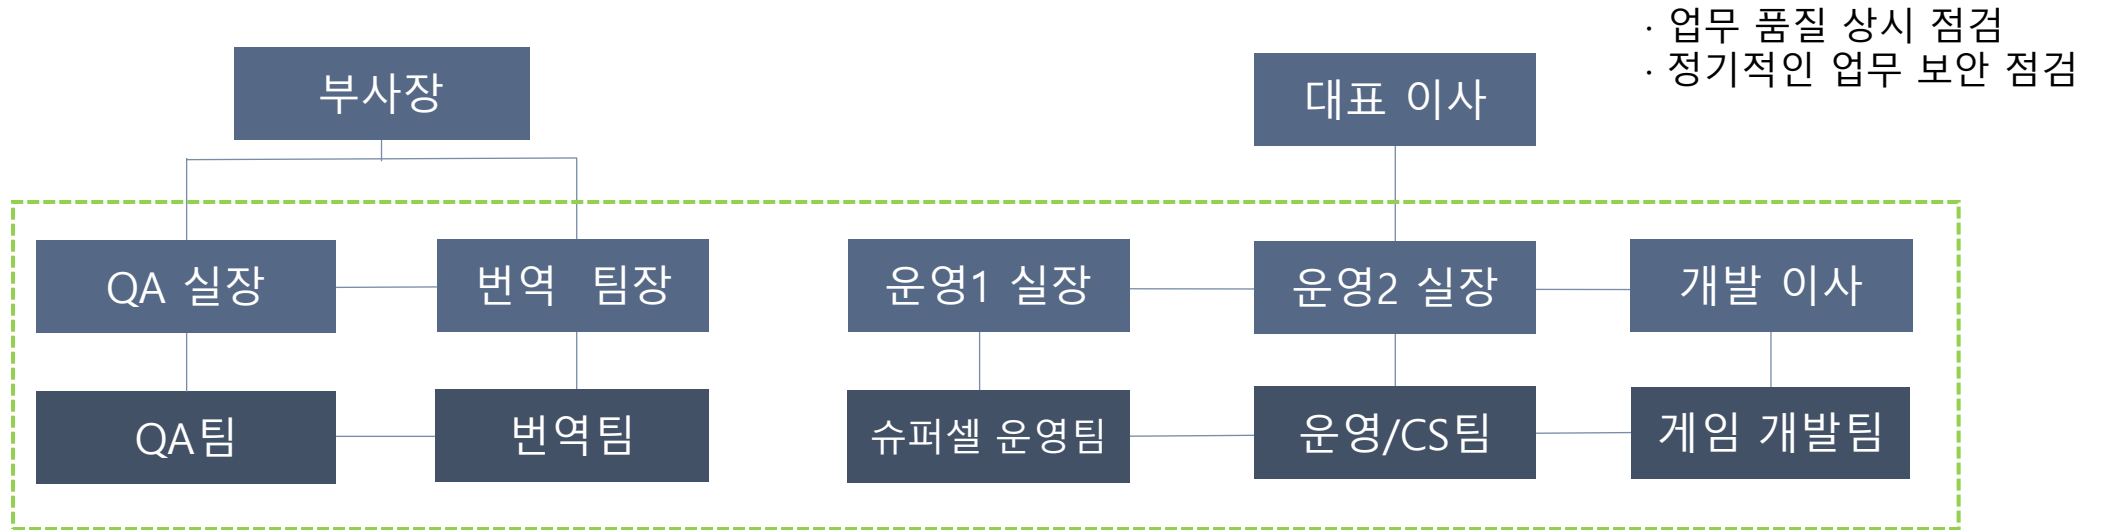 · 업무 품질 상시 점검
· 정기적인 업무 보안 점검
부사장
대표 이사
QA 실장
번역 팀장
운영1 실장
운영2 실장
개발 이사
QA팀
번역팀
슈퍼셀 운영팀
운영/CS팀
게임 개발팀